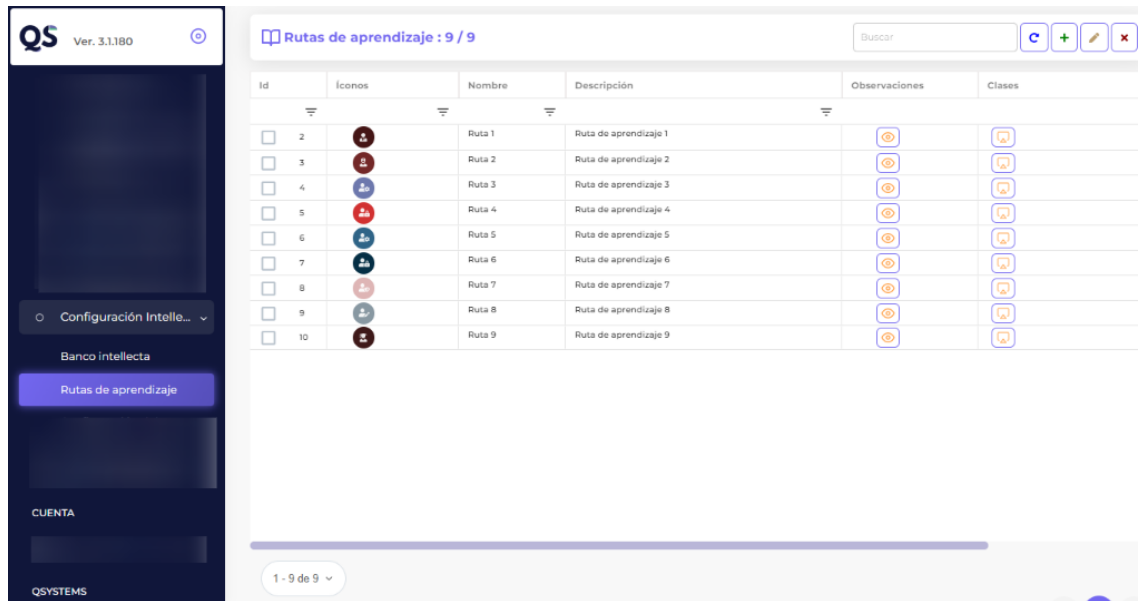 QS Ver. 3.1.180
Rutas de aprendizaje : 9 / 9
Buscar
Id Íconos Nombre Descripción Observaciones Clases
2 Ruta 1 Ruta de aprendizaje 1
3 Ruta 2 Ruta de aprendizaje 2
4 Ruta 3 Ruta de aprendizaje 3
5 Ruta 4 Ruta de aprendizaje 4
6 Ruta 5 Ruta de aprendizaje 5
7 Ruta 6 Ruta de aprendizaje 6
8 Ruta 7 Ruta de aprendizaje 7
9 Ruta 8 Ruta de aprendizaje 8
10 Ruta 9 Ruta de aprendizaje 9
Configuración Intelle...
Banco intellecta
Rutas de aprendizaje
CUENTA
QSYSTEMS
1 - 9 de 9